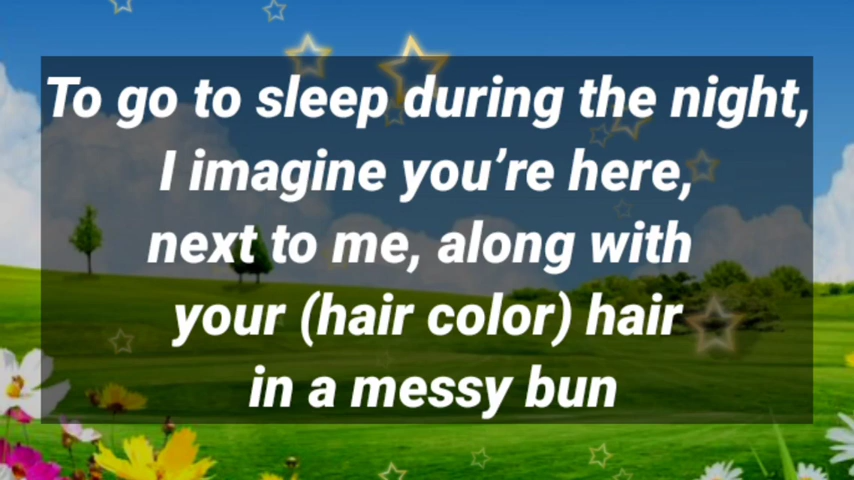 To go to sleep during the night,
I imagine you’re here,
next to me, along with
your (hair color) hair
in a messy bun